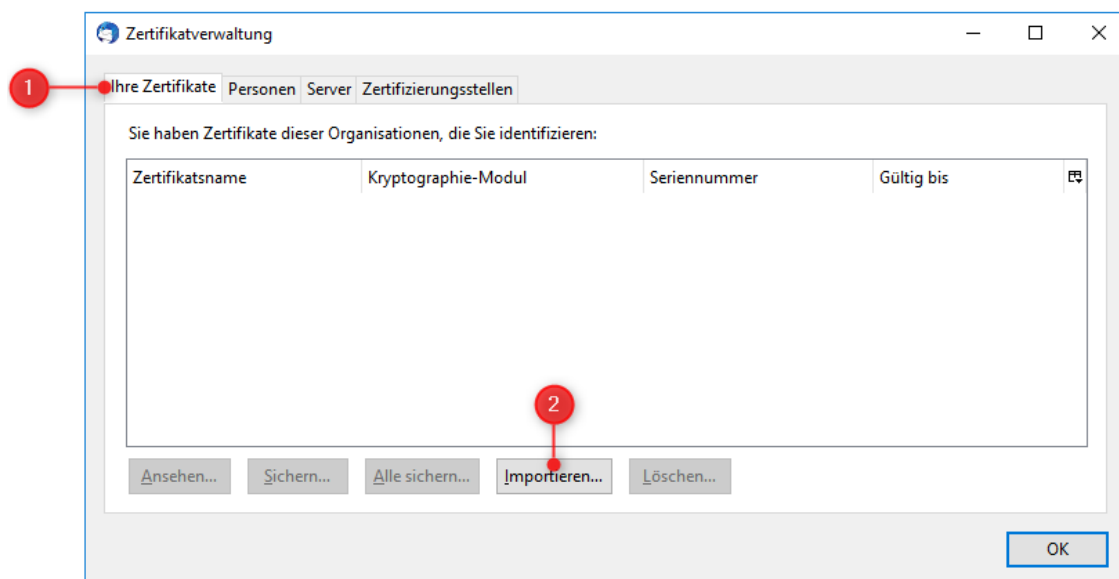 Zertifikatverwaltung
1
Ihre Zertifikate Personen Server Zertifizierungsstellen
Sie haben Zertifikate dieser Organisationen, die Sie identifizieren:
Zertifikatsname Kryptographie-Modul Seriennummer Gültig bis
2
Ansehen... Sichern... Alle sichern... Importieren... Löschen...
OK